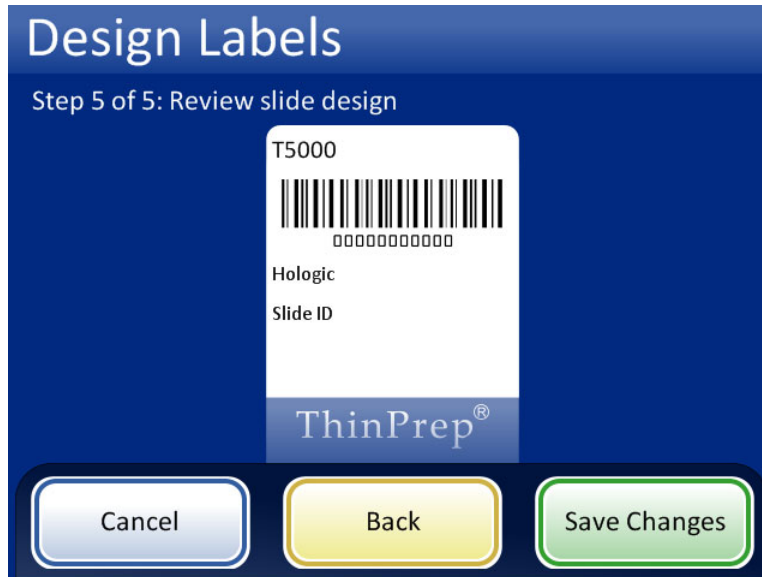 Design Labels
Step 5 of 5: Review slide design
T5000
00000000000
Hologic
Slide ID
ThinPrep®
Cancel
Back
Save Changes